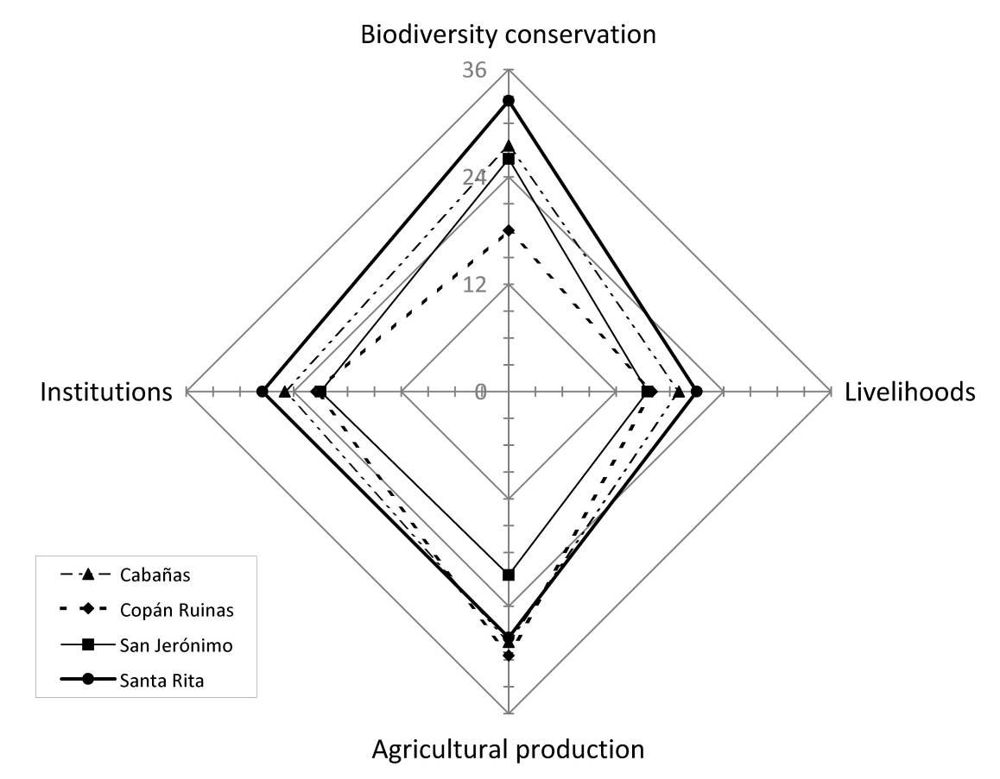 Biodiversity conservation
36
24
12
Institutions
0
Livelihoods
Cabañas
Copán Ruinas
San Jerónimo
Santa Rita
Agricultural production